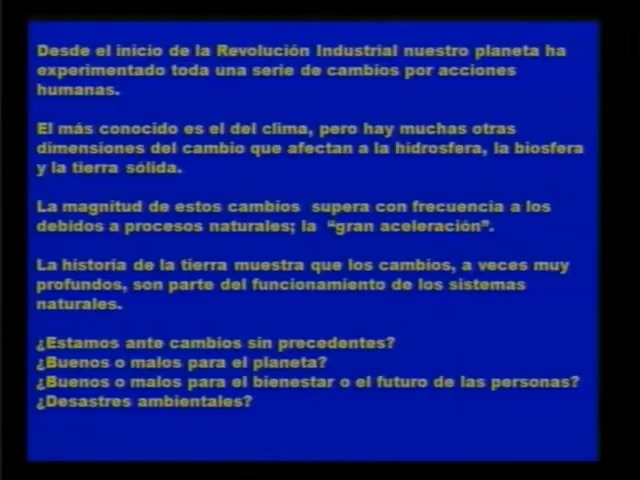 Desde el inicio de la Revolución Industrial nuestro planeta ha
experimentado toda una serie de cambios por acciones
humanas.
El más conocido es el del clima, pero hay muchas otras
dimensiones del cambio que afectan a la hidrosfera, la biosfera
y la tierra sólida.
La magnitud de estos cambios supera con frecuencia a los
debidos a procesos naturales; la “gran aceleración”.
La historia de la tierra muestra que los cambios, a veces muy
profundos, son parte del funcionamiento de los sistemas
naturales.
¿Estamos ante cambios sin precedentes?
¿Buenos o malos para el planeta?
¿Buenos o malos para el bienestar o el futuro de las personas?
¿Desastres ambientales?